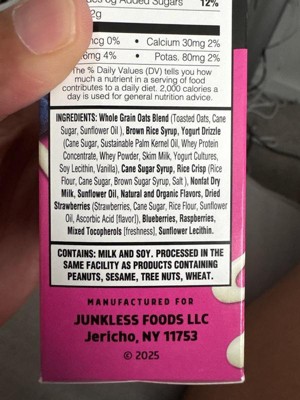 Added Sugars 12%
2g
mcg 0% • Calcium 30mg 2%
6mg 4% • Potas. 80mg 2%
The % Daily Values (DV) tells you how
much a nutrient in a serving of food
contributes to a daily diet. 2,000 calories a
day is used for general nutrition advice.
INGREDIENTS: Whole Grain Oats Blend (Toasted Oats, Cane
Sugar, Sunflower Oil ), Brown Rice Syrup, Yogurt Drizzle
(Cane Sugar, Sustainable Palm Kernel Oil, Whey Protein
Concentrate, Whey Powder, Skim Milk, Yogurt Cultures,
Soy Lecithin, Vanilla), Cane Sugar Syrup, Rice Crisp (Rice
Flour, Cane Sugar, Brown Sugar Syrup, Salt ), Nonfat Dry
Milk, Sunflower Oil, Natural and Organic Flavors, Dried
Strawberries (Strawberries, Cane Sugar, Rice Flour, Sunflower
Oil, Ascorbic Acid [flavor]), Blueberries, Raspberries,
Mixed Tocopherols [freshness], Sunflower Lecithin.
CONTAINS: MILK AND SOY. PROCESSED IN THE
SAME FACILITY AS PRODUCTS CONTAINING
PEANUTS, SESAME, TREE NUTS, WHEAT.
MANUFACTURED FOR
JUNKLESS FOODS LLC
Jericho, NY 11753
© 2025